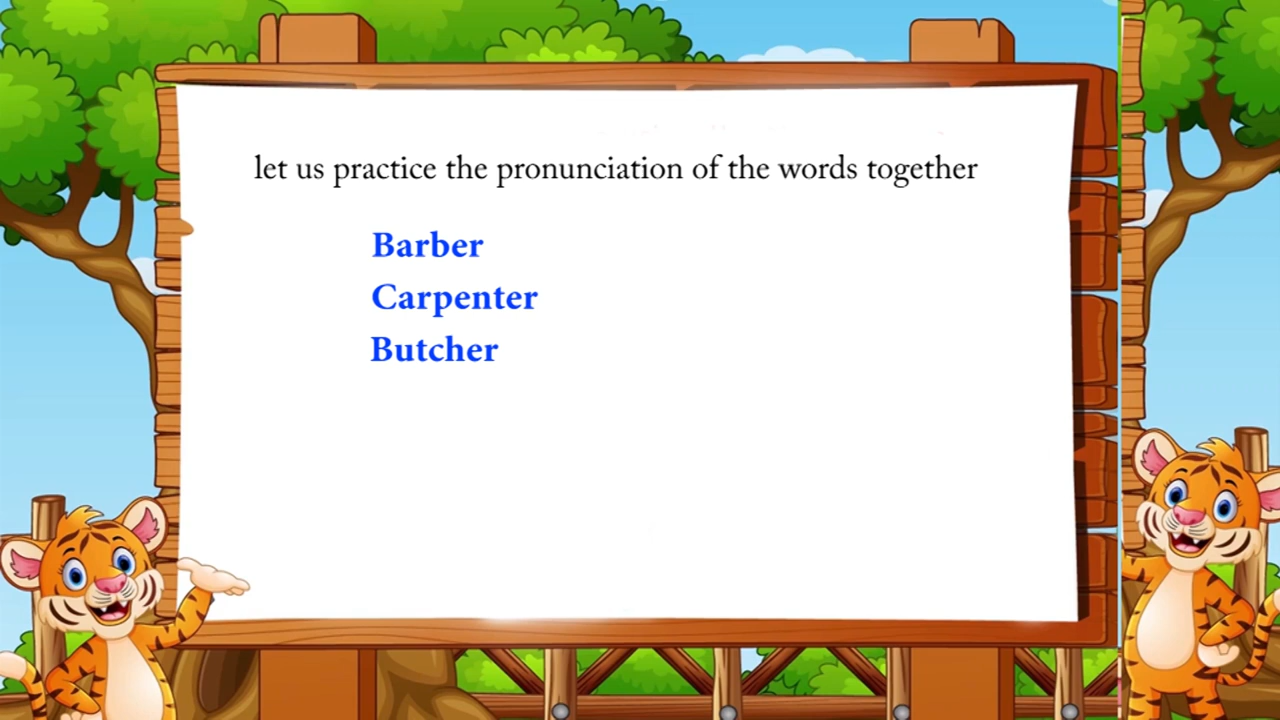 let us practice the pronunciation of the words together
Barber
Carpenter
Butcher